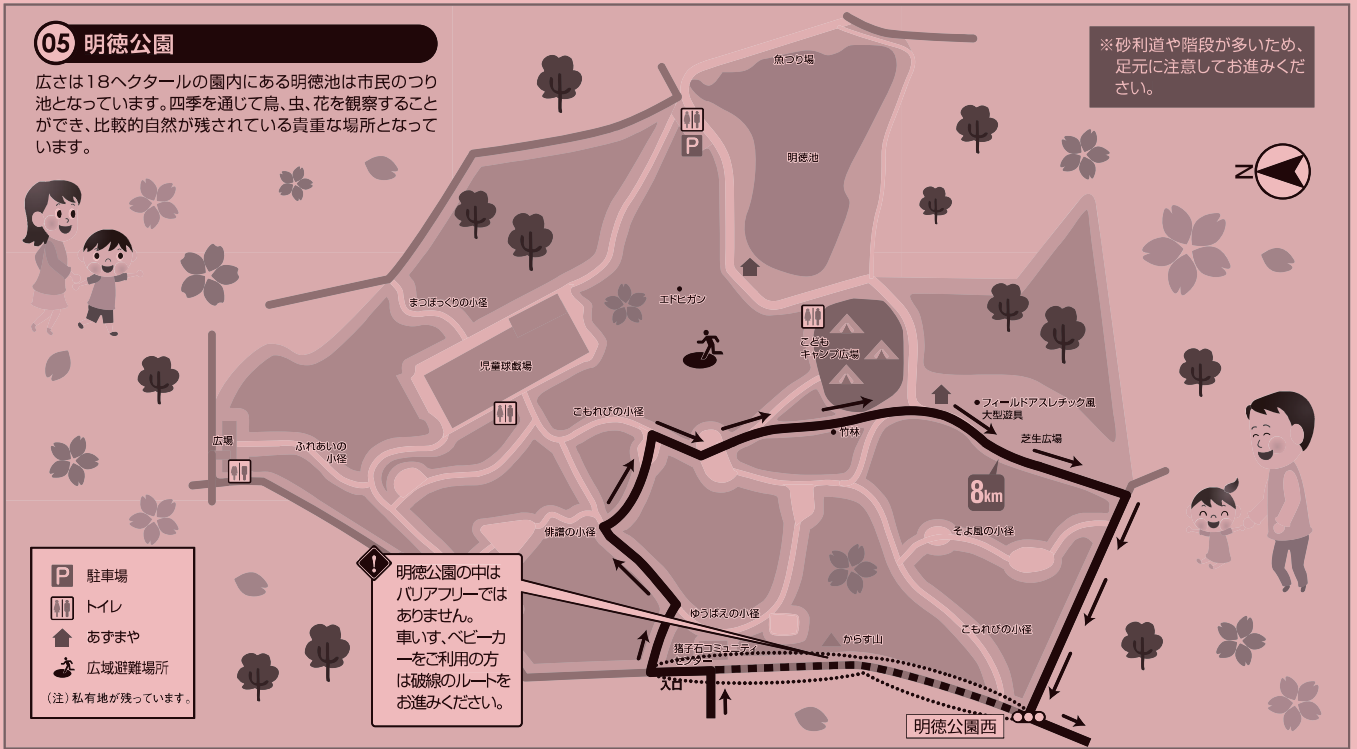 05 明徳公園
広さは18ヘクタールの園内にある明徳池は市民のつり
池となっています。四季を通じて鳥、虫、花を観察すること
ができ、比較的自然が残されている貴重な場所となって
います。
※砂利道や階段が多いため、
足元に注意してお進みくだ
さい。
N
魚つり場
P
明徳池
まつぼっくりの小径
エドヒガン
児童球戯場
こども
キャンプ広場
こもれびの小径
フィールドアスレチック風
大型遊具
竹林
芝生広場
広場
ふれあいの
小径
8km
俳譜の小径
そよ風の小径
ゆうばえの小径
からす山
こもれびの小径
猪子石コミュニティ
センター
入口
明徳公園西
!
明徳公園の中は
バリアフリーでは
ありません。
車いす、ベビーカ
ーをご利用の方
は破線のルートを
お進みください。
P 駐車場
トイレ
あずまや
広域避難場所
(注)私有地が残っています。